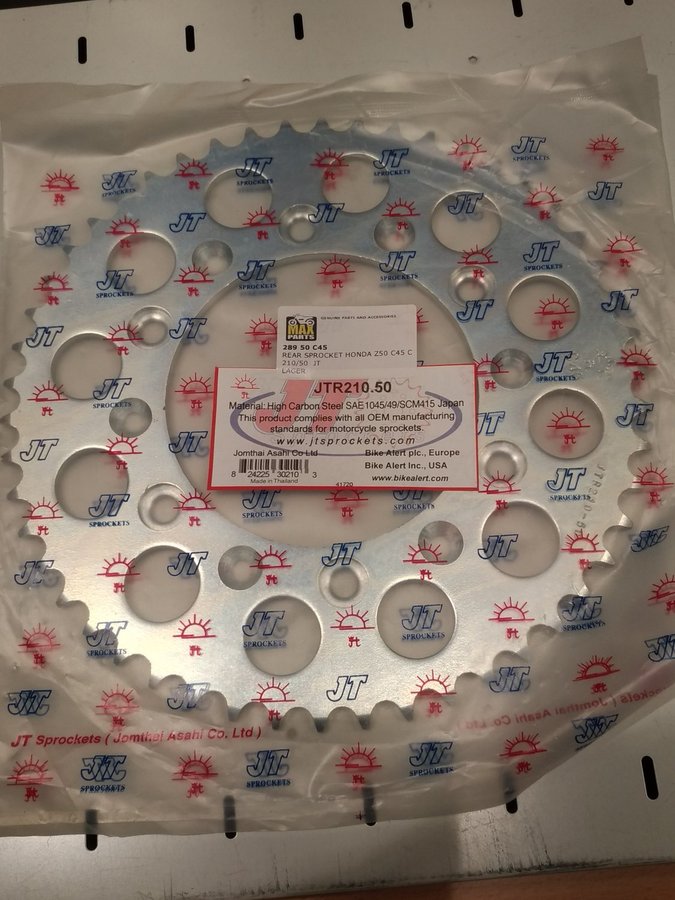 GENUINE PARTS AND ACCESSORIES
MAX
PARTS
289 50 C45
REAR SPROCKET HONDA Z50 C45 C
210/50 JT
LAGER
JTR210.50
Material:High Carbon Steel SAE1045/49/SCM415 Japan
This product complies with all OEM manufacturing
standards for motorcycle sprockets.
www.jtsprockets.com
Jomthai Asahi Co Ltd
Bike Alert plc., Europe
Bike Alert Inc., USA
8 24225 30210 3
Made in Thailand
41720
www.bikealert.com
JT
SPROCKETS
Jt
JT Sprockets ( Jomthai Asahi Co. Ltd )